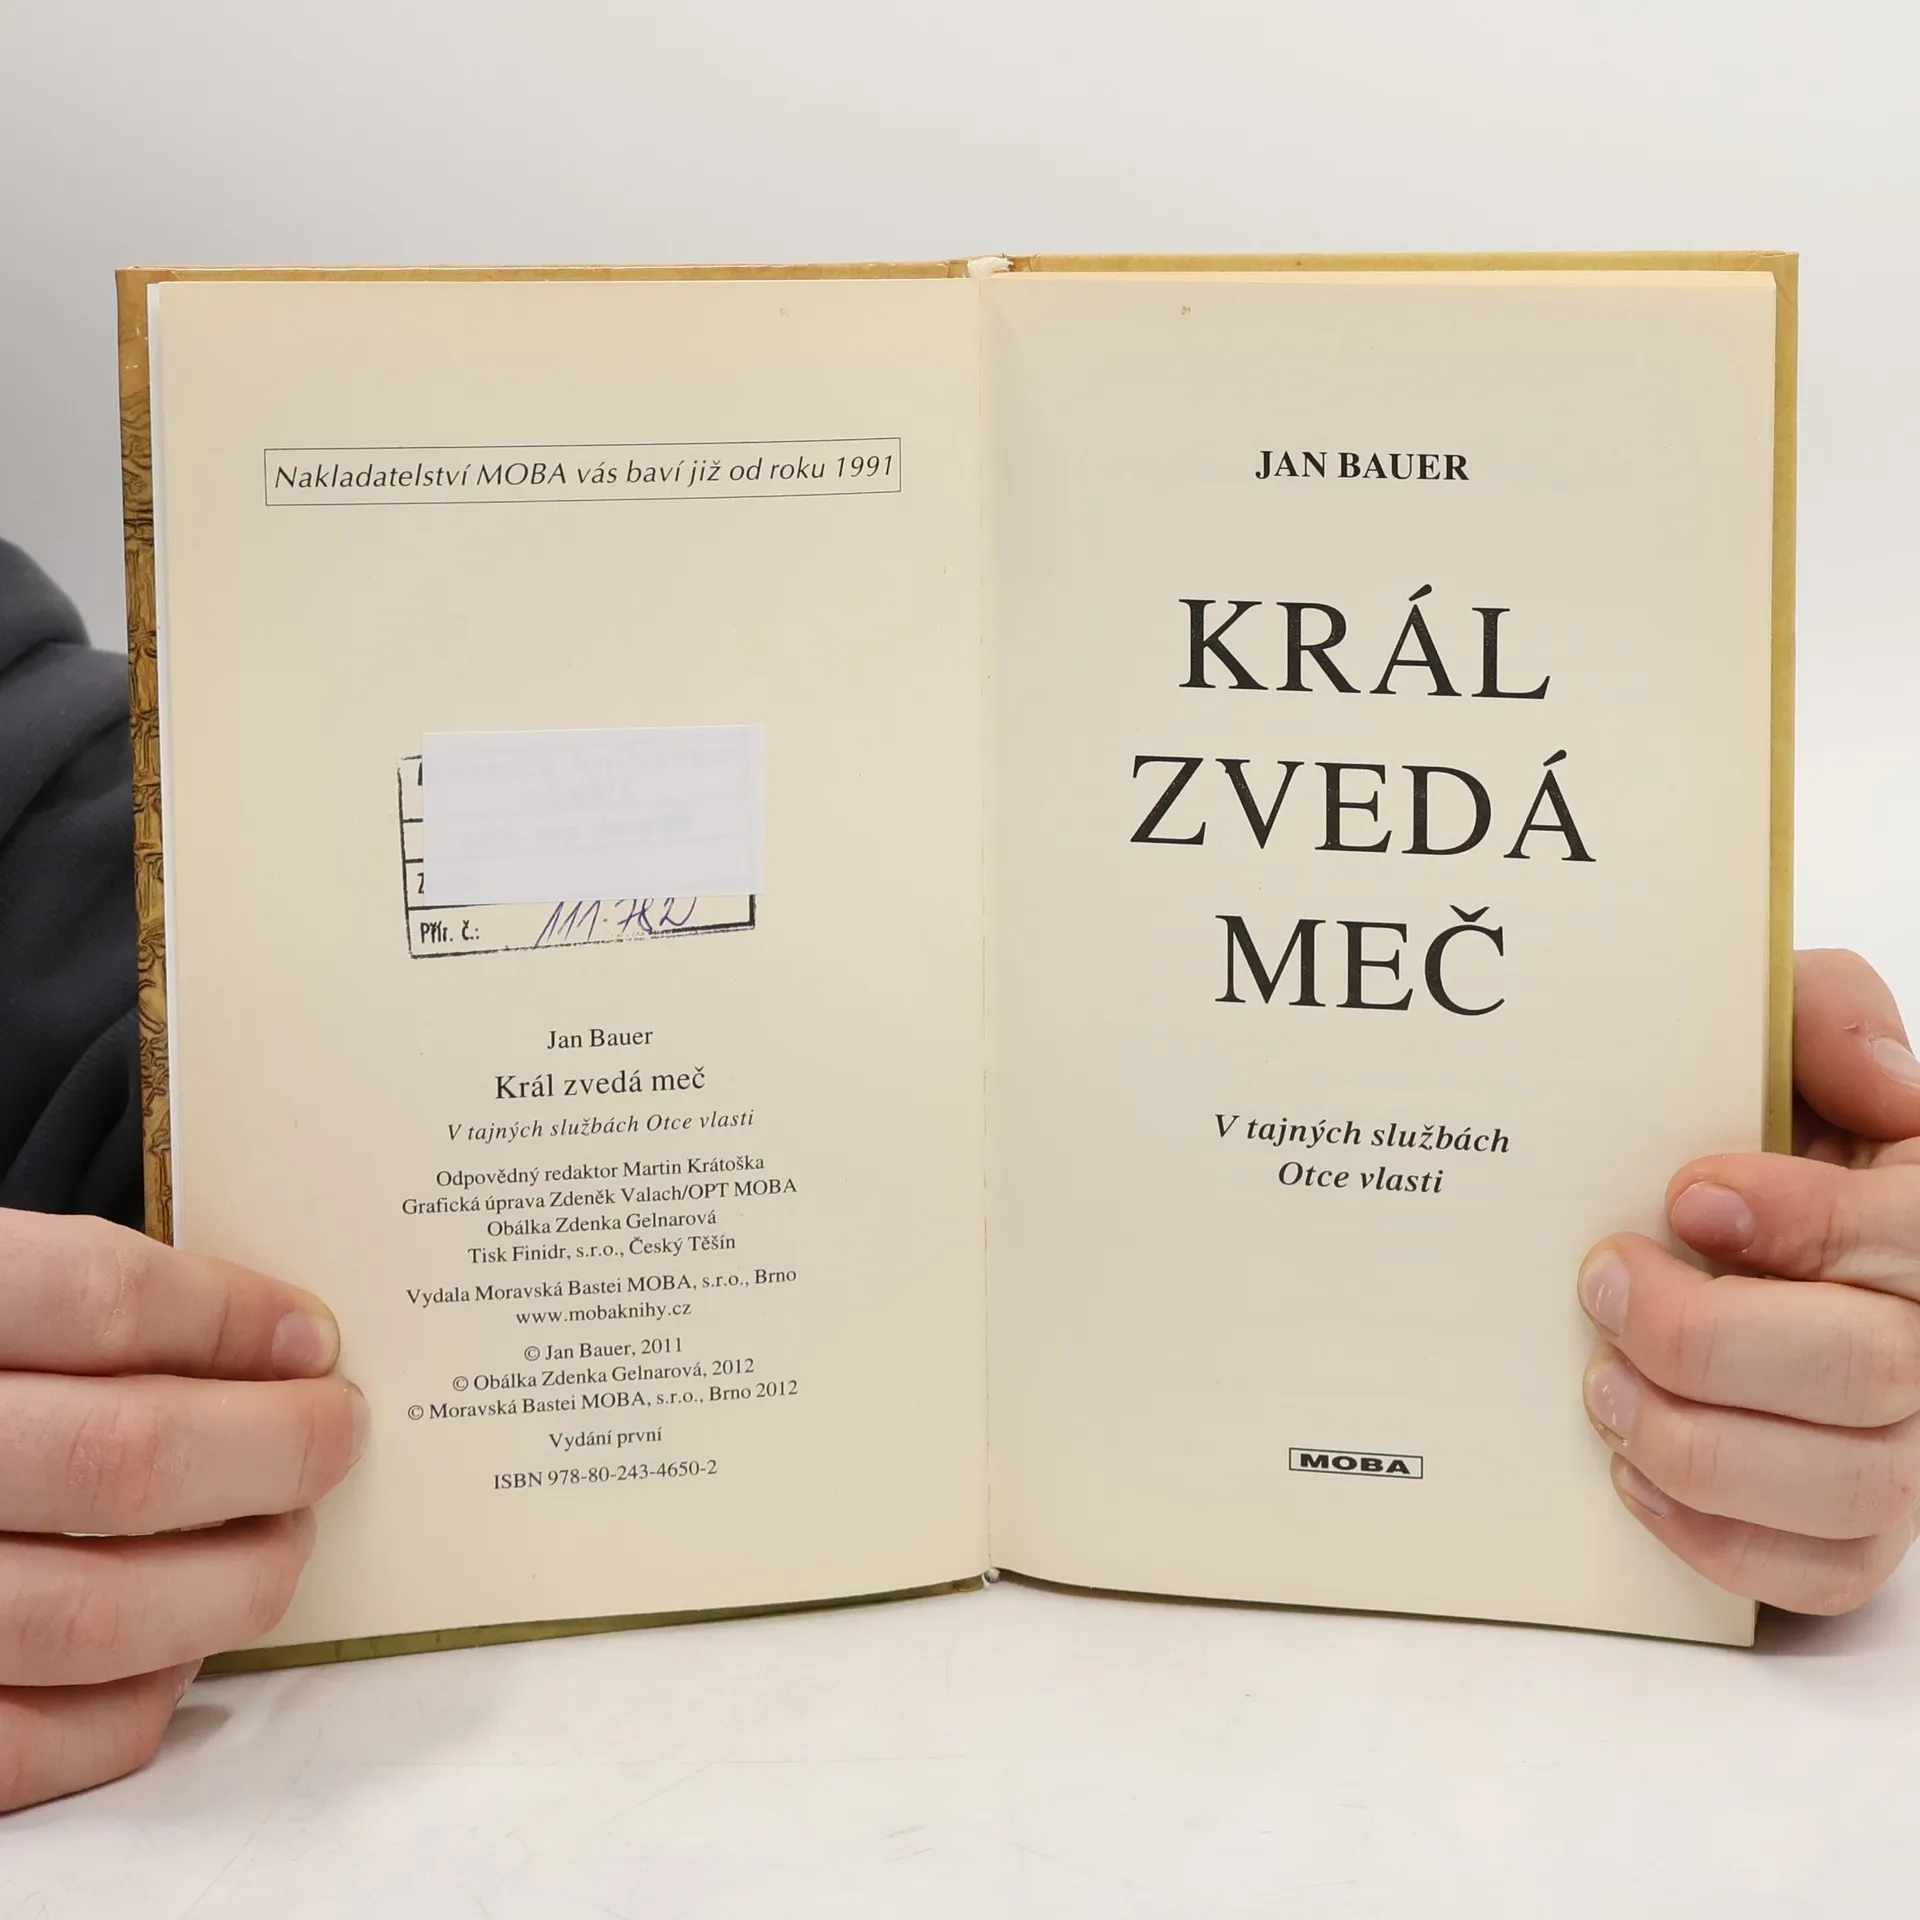 Nakladatelství MOBA vás baví již od roku 1991
Přír. č.: 111.782
Jan Bauer
Král zvedá meč
V tajných službách Otce vlasti
Odpovědný redaktor Martin Krátoška
Grafická úprava Zdeněk Valach/OPT MOBA
Obálka Zdenka Gelnarová
Tisk Finidr, s.r.o., Český Těšín
Vydala Moravská Bastei MOBA, s.r.o., Brno
www.mobaknihy.cz
© Jan Bauer, 2011
© Obálka Zdenka Gelnarová, 2012
© Moravská Bastei MOBA, s.r.o., Brno 2012
Vydání první
ISBN 978-80-243-4650-2
JAN BAUER
KRÁL
ZVEDÁ
MEČ
V tajných službách
Otce vlasti
MOBA